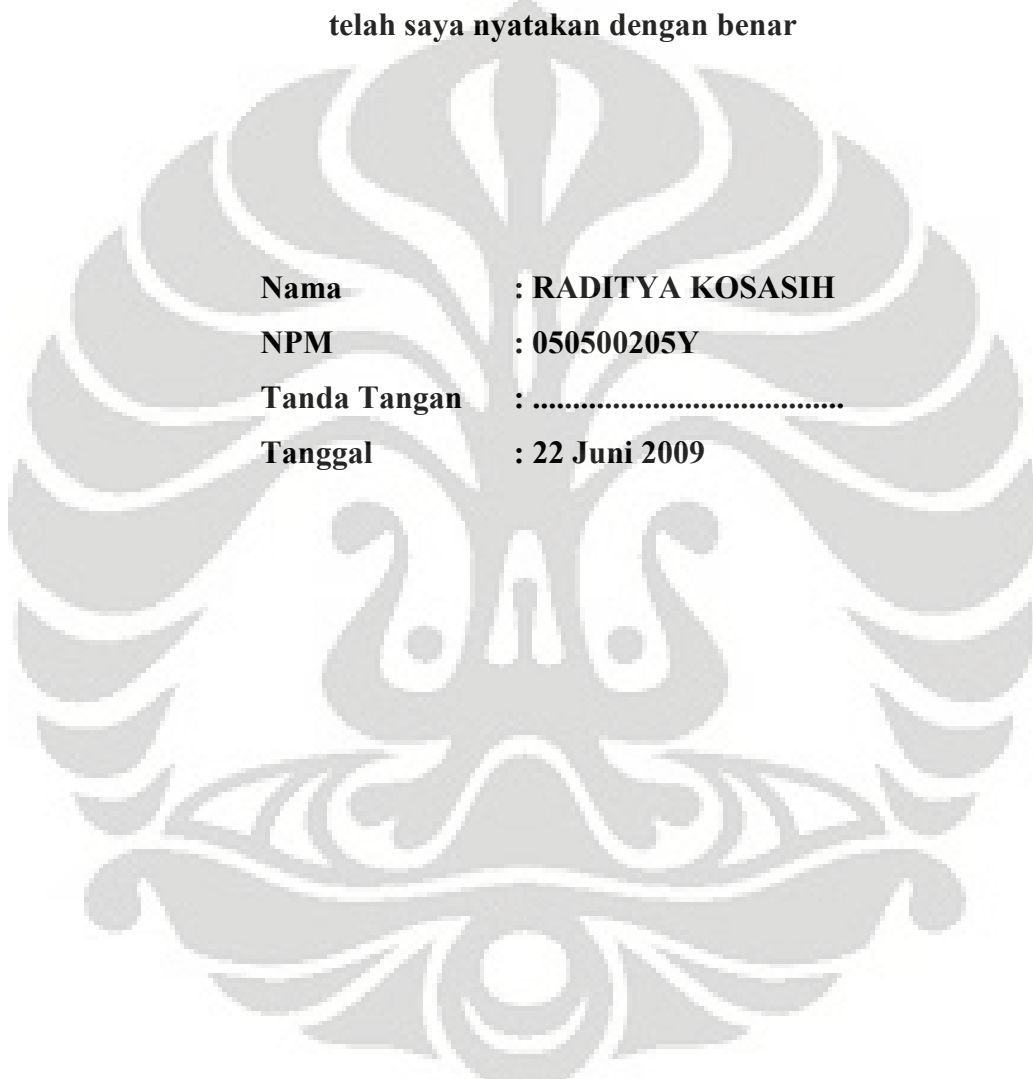 telah saya nyatakan dengan benar
Nama : RADITYA KOSASIH
NPM : 050500205Y
Tanda Tangan : ........................................
Tanggal : 22 Juni 2009